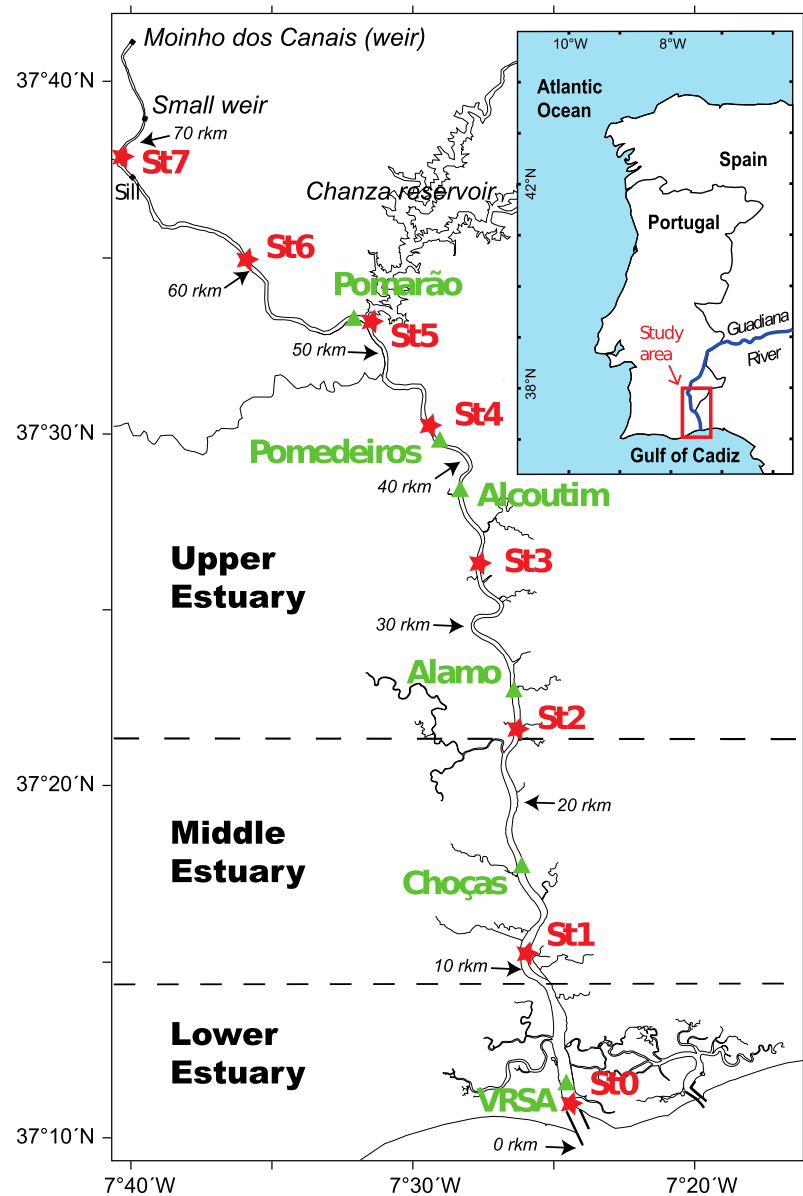 Moinho dos Canais (weir)
37°40´N
Small weir
70 rkm
St7
Sill
Chanza reservoir
St6
60 rkm
Pomarão
St5
50 rkm
St4
37°30´N
Pomedeiros
40 rkm
Alcoutim
Upper
Estuary
St3
30 rkm
Alamo
St2
37°20´N
20 rkm
Middle
Estuary
Choças
St1
10 rkm
Lower
Estuary
St0
VRSA
37°10´N
0 rkm
7°40´W
7°30´W
7°20´W
10°W
8°W
Atlantic
Ocean
Spain
42°N
Portugal
Study
area
Guadiana
River
38°N
Gulf of Cadiz